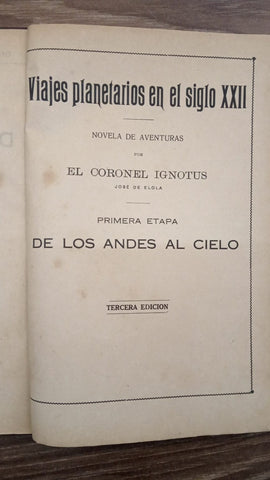 Viajes planetarios en el siglo XXII
NOVELA DE AVENTURAS
POR
EL CORONEL IGNOTUS
JOSÉ DE ELOLA
PRIMERA ETAPA
DE LOS ANDES AL CIELO
TERCERA EDICION